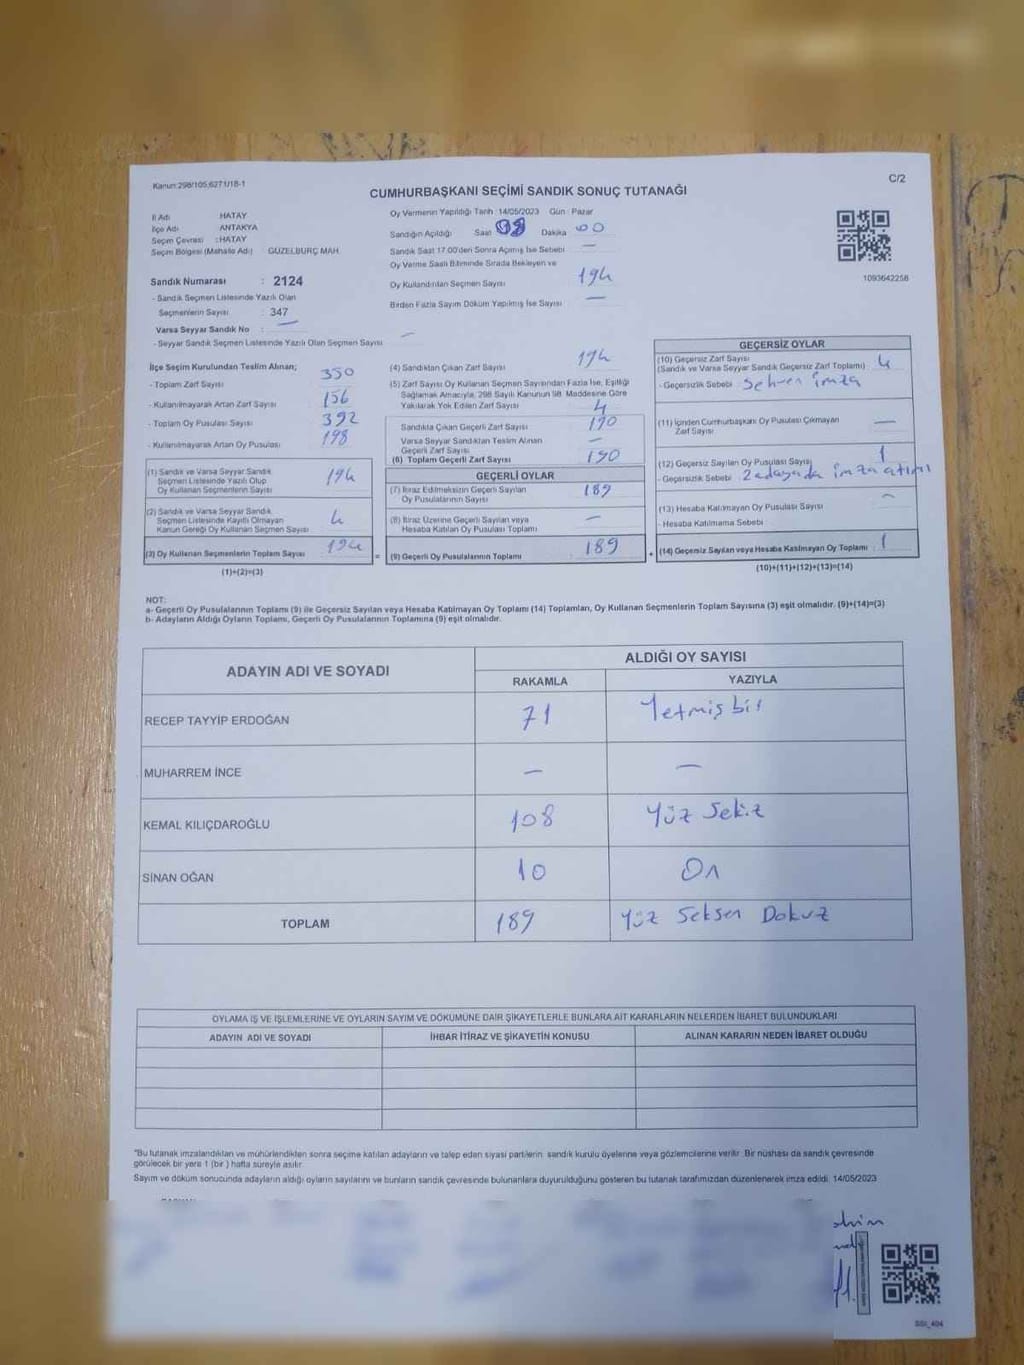 Kanun:298/105,6271/18-1
C/2
CUMHURBAŞKANI SEÇİMİ SANDIK SONUÇ TUTANAĞI
İl Adı HATAY
İlçe Adı ANTAKYA
Seçim Çevresi :HATAY
Seçim Bölgesi (Mahalle Adı) GÜZELBURÇ MAH.
Sandık Numarası : 2124
- Sandık Seçmen Listesinde Yazılı Olan
Seçmenlerin Sayısı : 347
Varsa Seyyar Sandık No : —
- Seyyar Sandık Seçmen Listesinde Yazılı Olan Seçmen Sayısı —
Oy Vermenin Yapıldığı Tarih :14/05/2023 Gün : Pazar
Sandığın Açıldığı Saat Dakika 00
Sandık Saat 17.00'den Sonra Açılmış İse Sebebi —
Oy Verme Saati Bitiminde Sırada Bekleyen ve
Oy Kullandırılan Seçmen Sayısı 194
Birden Fazla Sayım Döküm Yapılmış İse Sayısı —
1093642258
İlçe Seçim Kurulundan Teslim Alınan;
- Toplam Zarf Sayısı 350
- Kullanılmayarak Artan Zarf Sayısı 156
- Toplam Oy Pusulası Sayısı 392
- Kullanılmayarak Artan Oy Pusulası 198
(1) Sandık ve Varsa Seyyar Sandık
Seçmen Listesinde Yazılı Olup
Oy Kullanan Seçmenlerin Sayısı 194
(2) Sandık ve Varsa Seyyar Sandık
Seçmen Listesinde Kayıtlı Olmayan
Kanun Gereği Oy Kullanan Seçmen Sayısı 4
(3) Oy Kullanan Seçmenlerin Toplam Sayısı 194
(1)+(2)=(3)
(4) Sandıktan Çıkan Zarf Sayısı 194
(5) Zarf Sayısı Oy Kullanan Seçmen Sayısından Fazla İse, Eşitliği
Sağlamak Amacıyla, 298 Sayılı Kanunun 98. Maddesine Göre
Yakılarak Yok Edilen Zarf Sayısı 4
Sandıkta Çıkan Geçerli Zarf Sayısı 190
Varsa Seyyar Sandıktan Teslim Alınan
Geçerli Zarf Sayısı —
(6) Toplam Geçerli Zarf Sayısı 190
GEÇERLİ OYLAR
(7) İtiraz Edilmeksizin Geçerli Sayılan
Oy Pusulalarının Sayısı 189
(8) İtiraz Üzerine Geçerli Sayılan veya
Hesaba Katılan Oy Pusulası Toplamı —
= (9) Geçerli Oy Pusulalarının Toplamı 189
GEÇERSİZ OYLAR
(10) Geçersiz Zarf Sayısı
(Sandık ve Varsa Seyyar Sandık Geçersiz Zarf Toplamı) 4
- Geçersizlik Sebebi Sehven imza
(11) İçinden Cumhurbaşkanı Oy Pusulası Çıkmayan
Zarf Sayısı —
(12) Geçersiz Sayılan Oy Pusulası Sayısı 1
- Geçersizlik Sebebi 2 adayada imza atımı
(13) Hesaba Katılmayan Oy Pusulası Sayısı —
- Hesaba Katılmama Sebebi
+ (14) Geçersiz Sayılan veya Hesaba Katılmayan Oy Toplamı : 1
(10)+(11)+(12)+(13)=(14)
NOT:
a- Geçerli Oy Pusulalarının Toplamı (9) ile Geçersiz Sayılan veya Hesaba Katılmayan Oy Toplamı (14) Toplamları, Oy Kullanan Seçmenlerin Toplam Sayısına (3) eşit olmalıdır. (9)+(14)=(3)
b- Adayların Aldığı Oyların Toplamı, Geçerli Oy Pusulalarının Toplamına (9) eşit olmalıdır.
ADAYIN ADI VE SOYADI ALDIĞI OY SAYISI
RAKAMLA YAZIYLA
RECEP TAYYİP ERDOĞAN 71 Yetmiş bir
MUHARREM İNCE — —
KEMAL KILIÇDAROĞLU 108 Yüz Sekiz
SİNAN OĞAN 10 On
TOPLAM 189 Yüz Seksen Dokuz
OYLAMA İŞ VE İŞLEMLERİNE VE OYLARIN SAYIM VE DÖKÜMÜNE DAİR ŞİKAYETLERLE BUNLARA AİT KARARLARIN NELERDEN İBARET BULUNDUKLARI
ADAYIN ADI VE SOYADI İHBAR İTİRAZ VE ŞİKAYETİN KONUSU ALINAN KARARIN NEDEN İBARET OLDUĞU
*Bu tutanak imzalandıktan ve mühürlendikten sonra seçime katılan adayların ve talep eden siyasi partilerin sandık kurulu üyelerine veya gözlemcilerine verilir. Bir nüshası da sandık çevresinde
görülecek bir yere 1 (bir) hafta süreyle asılır.
Sayım ve döküm sonucunda adayların aldığı oyların sayılarını ve bunların sandık çevresinde bulunanlara duyurulduğunu gösteren bu tutanak tarafımızdan düzenlenerek imza edildi. 14/05/2023
SSI_404